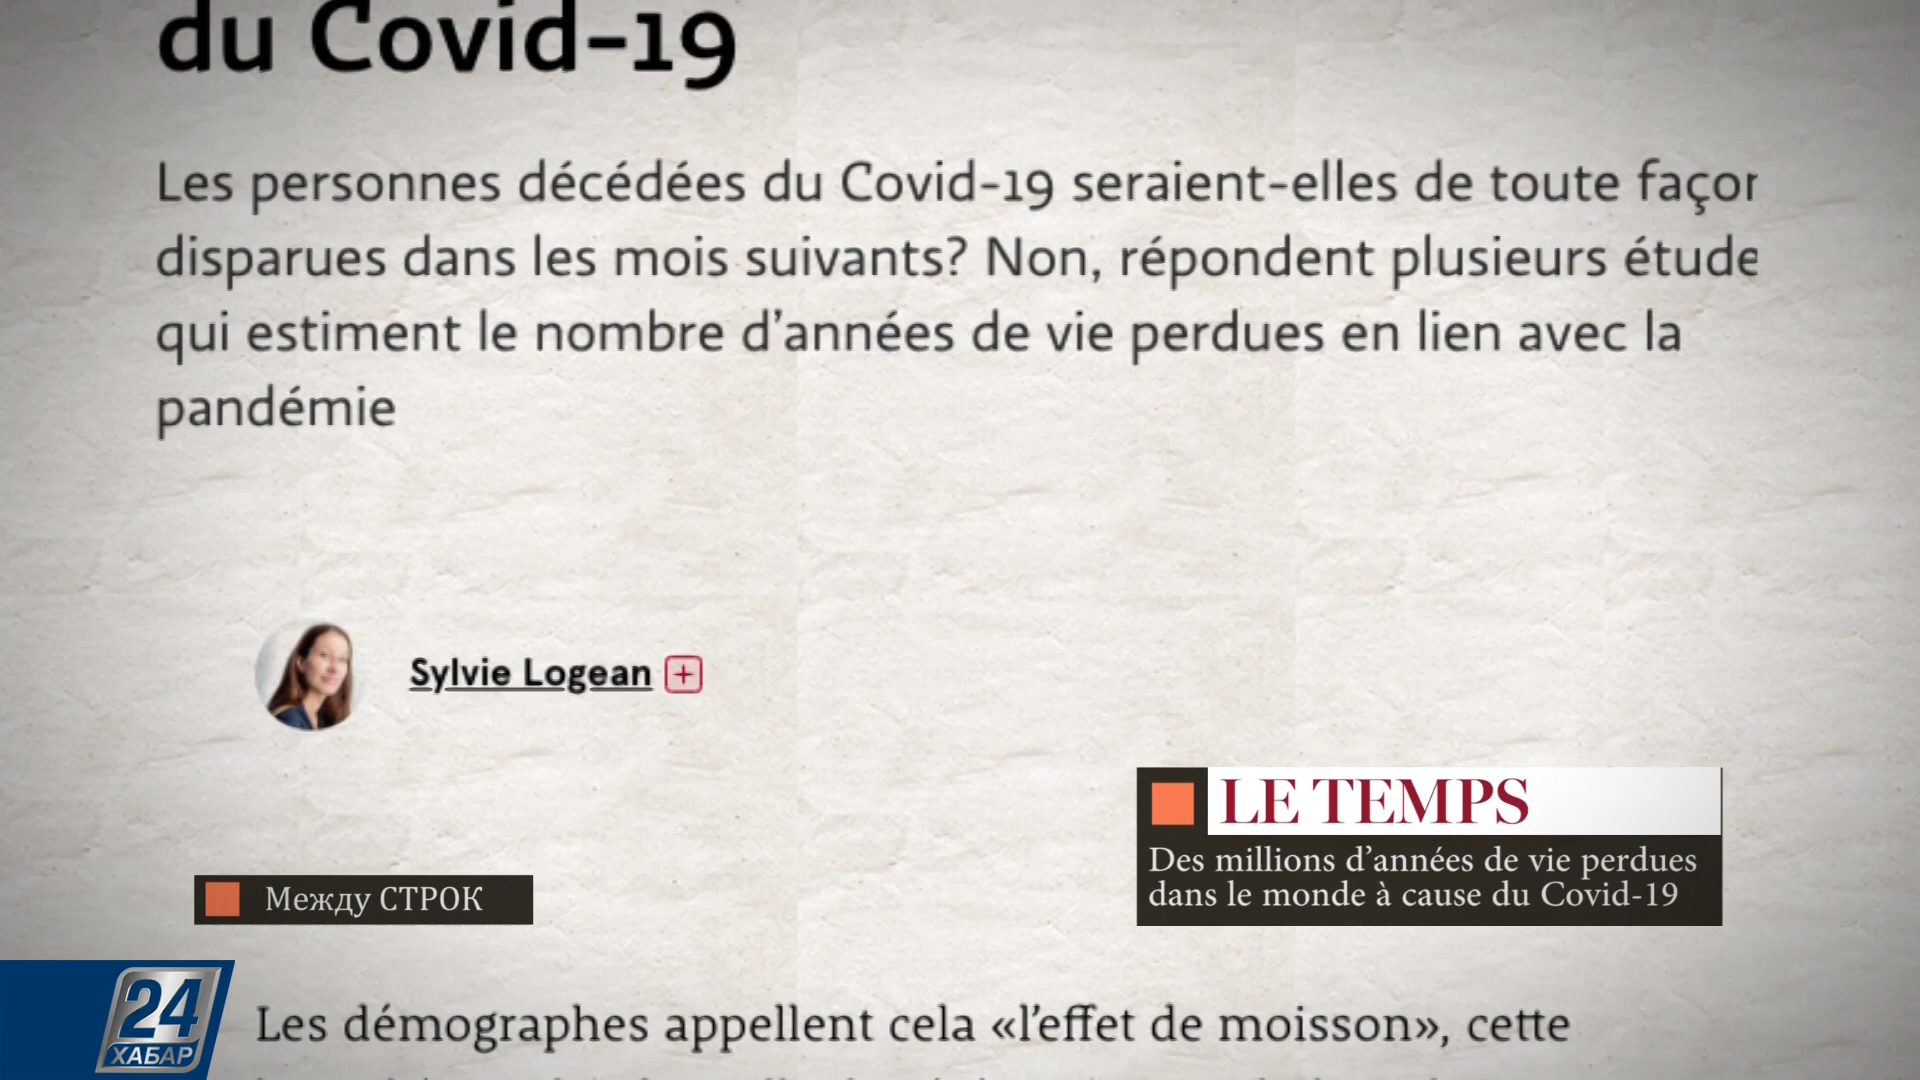 du Covid-19
Les personnes décédées du Covid-19 seraient-elles de toute façon
disparues dans les mois suivants? Non, répondent plusieurs étude
qui estiment le nombre d'années de vie perdues en lien avec la
pandémie
Sylvie Logean
LE TEMPS
Des millions d'années de vie perdues
dans le monde à cause du Covid-19
Между СТРОК
24
ХАБАР
Les démographes appellent cela «l'effet de moisson», cette